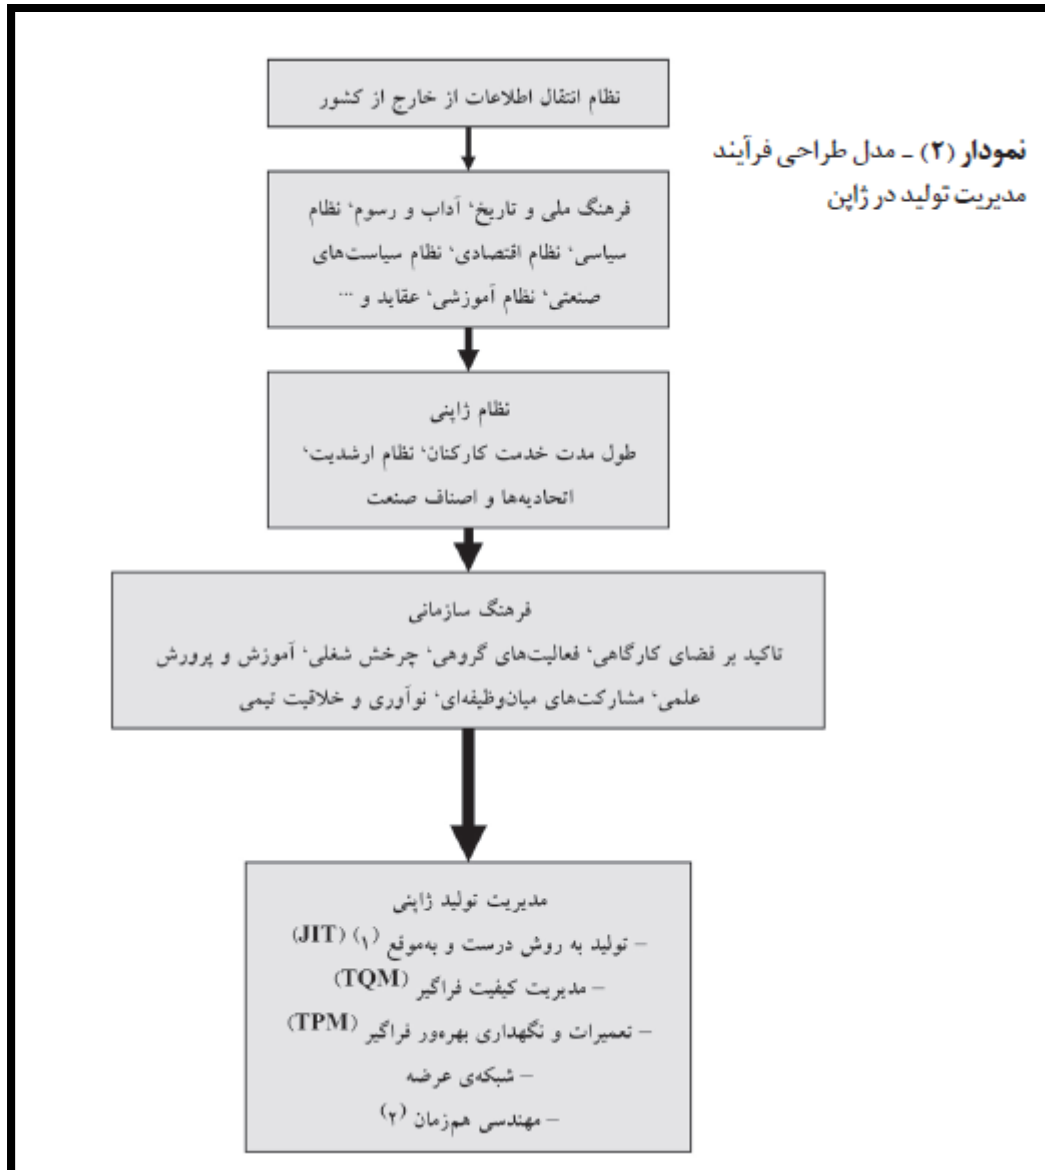 نمودار (۲) ـ مدل طراحی فرآیند
مدیریت تولید در ژاپن
نظام انتقال اطلاعات از خارج از کشور
فرهنگ ملی و تاریخ، آداب و رسوم، نظام
سیاسی، نظام اقتصادی، نظام سیاست‌های
صنعتی، نظام آموزشی، عقاید و ...
نظام ژاپنی
طول مدت خدمت کارکنان، نظام ارشدیت،
اتحادیه‌ها و اصناف صنعت
فرهنگ سازمانی
تاکید بر فضای کارگاهی، فعالیت‌های گروهی، چرخش شغلی، آموزش و پرورش
علمی، مشارکت‌های میان‌وظیفه‌ای، نوآوری و خلاقیت تیمی
مدیریت تولید ژاپنی
– تولید به روش درست و به‌موقع (۱) (JIT)
– مدیریت کیفیت فراگیر (TQM)
– تعمیرات و نگهداری بهره‌ور فراگیر (TPM)
– شبکه‌ی عرضه
– مهندسی هم‌زمان (۲)